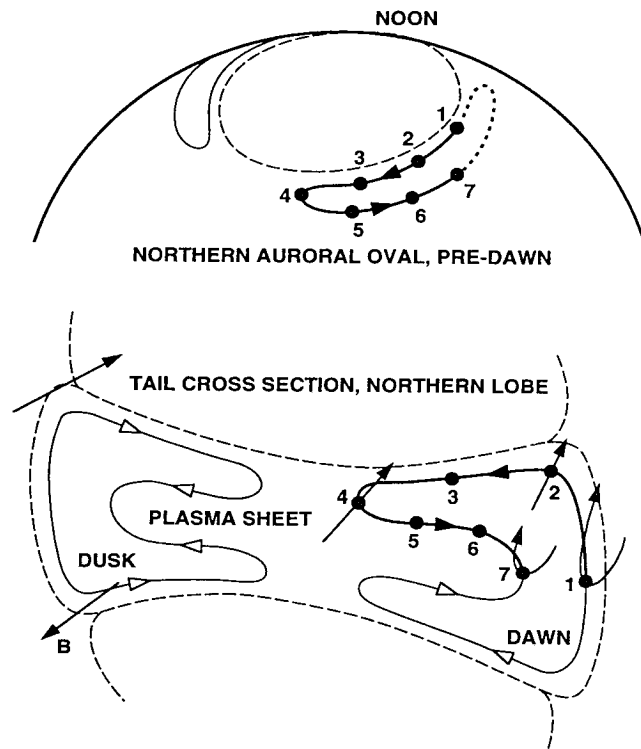 NOON
1
2
3
7
4
6
5
NORTHERN AURORAL OVAL, PRE-DAWN
TAIL CROSS SECTION, NORTHERN LOBE
2
4
3
PLASMA SHEET
5
6
DUSK
7
1
B
DAWN